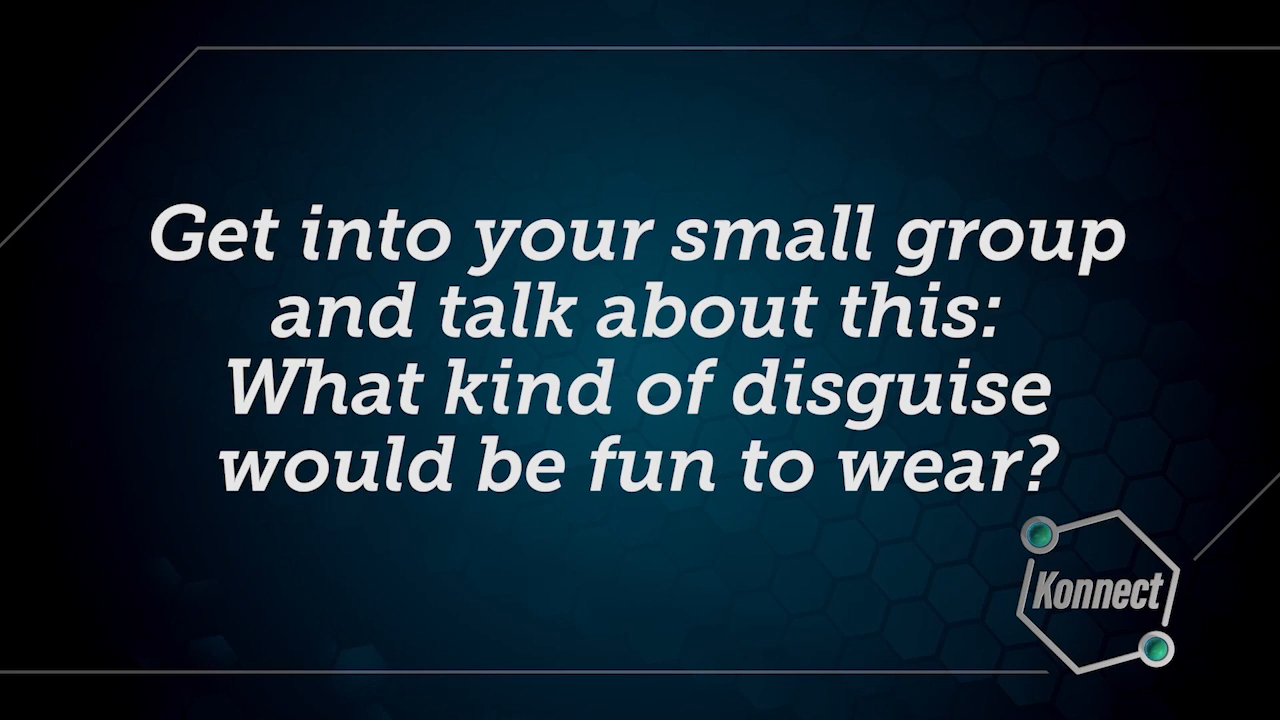 Get into your small group
and talk about this:
What kind of disguise
would be fun to wear?
Konnect